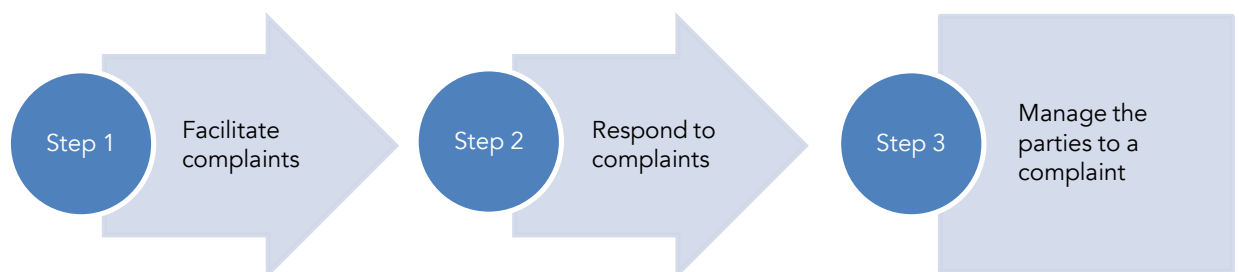 Step 1
Facilitate
complaints
Step 2
Respond to
complaints
Step 3
Manage the
parties to a
complaint